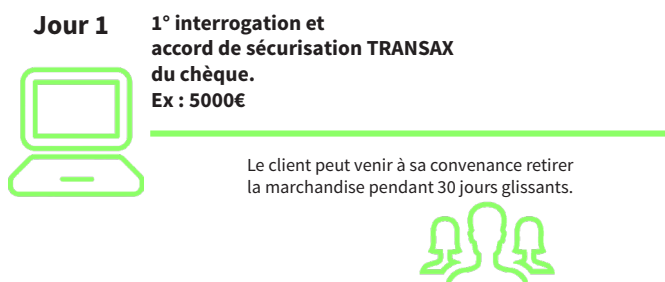 Jour 1
1° interrogation et
accord de sécurisation TRANSAX
du chèque.
Ex : 5000€
Le client peut venir à sa convenance retirer
la marchandise pendant 30 jours glissants.